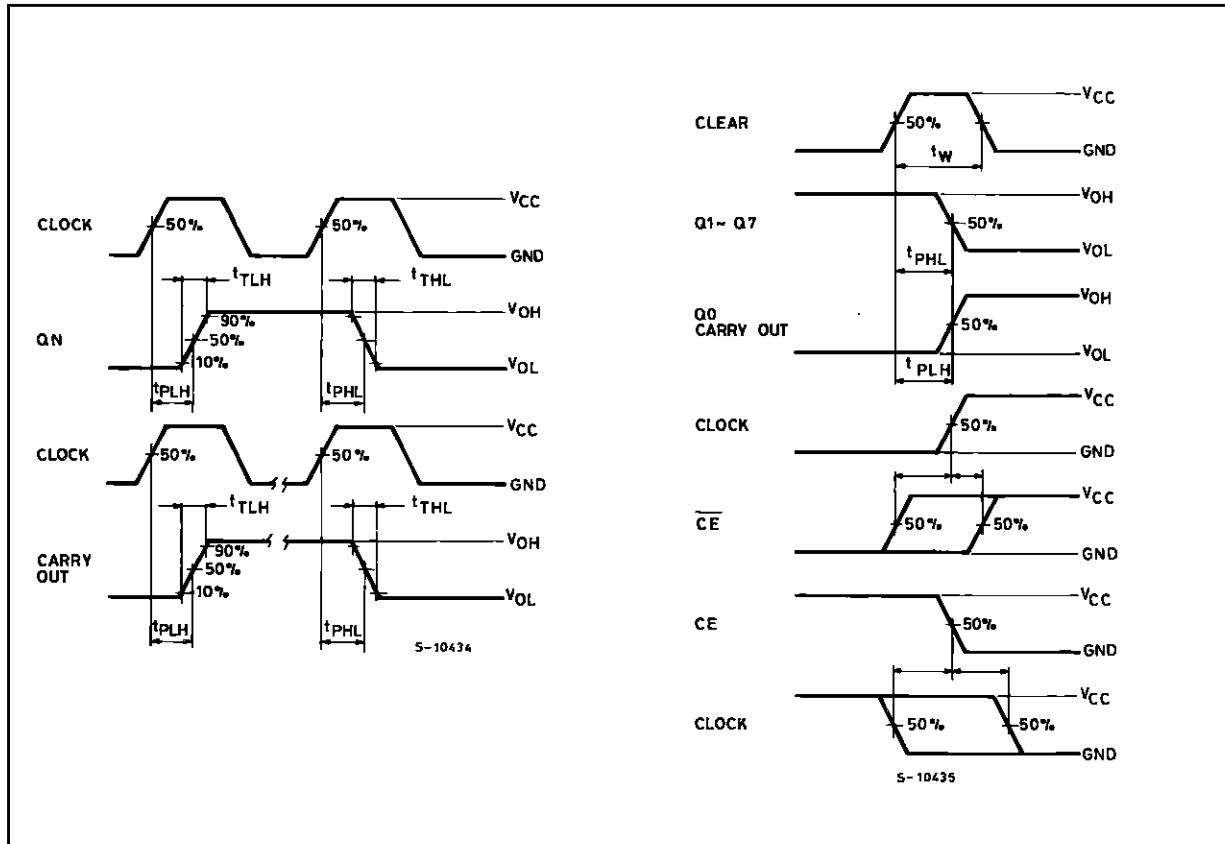 CLOCK
50%
50%
VCC
GND
tTLH
tTHL
QN
90%
50%
10%
VOH
VOL
tPLH
tPHL
CLOCK
50%
50%
VCC
GND
tTLH
tTHL
CARRY
OUT
90%
50%
10%
VOH
VOL
tPLH
tPHL
S-10434
CLEAR
50%
VCC
GND
tW
Q1~ Q7
VOH
50%
VOL
tPHL
Q0
CARRY OUT
VOH
50%
VOL
tPLH
CLOCK
VCC
50%
GND
C̅E̅
VCC
50%
50%
GND
CE
VCC
50%
GND
CLOCK
VCC
50%
50%
GND
S-10435